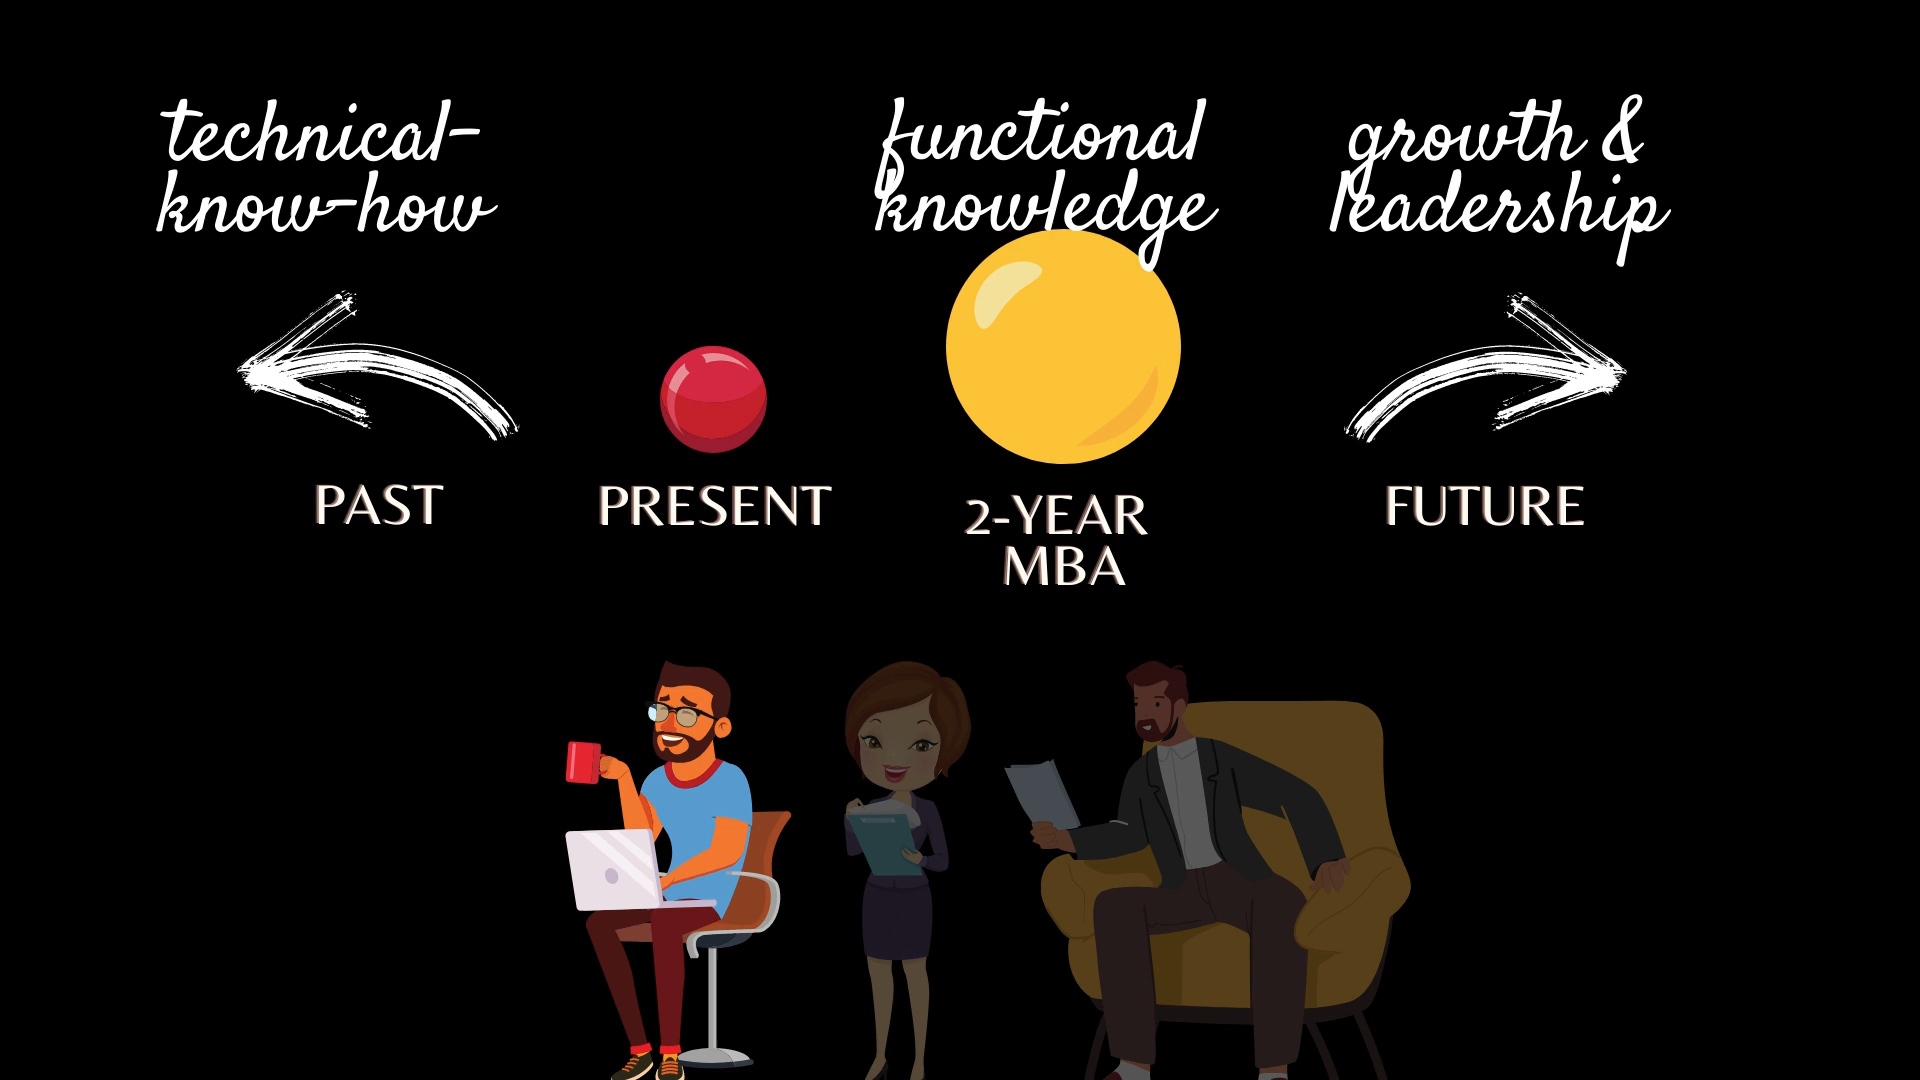 technical-
know-how
functional
knowledge
growth &
leadership
PAST
PRESENT
2-YEAR
MBA
FUTURE